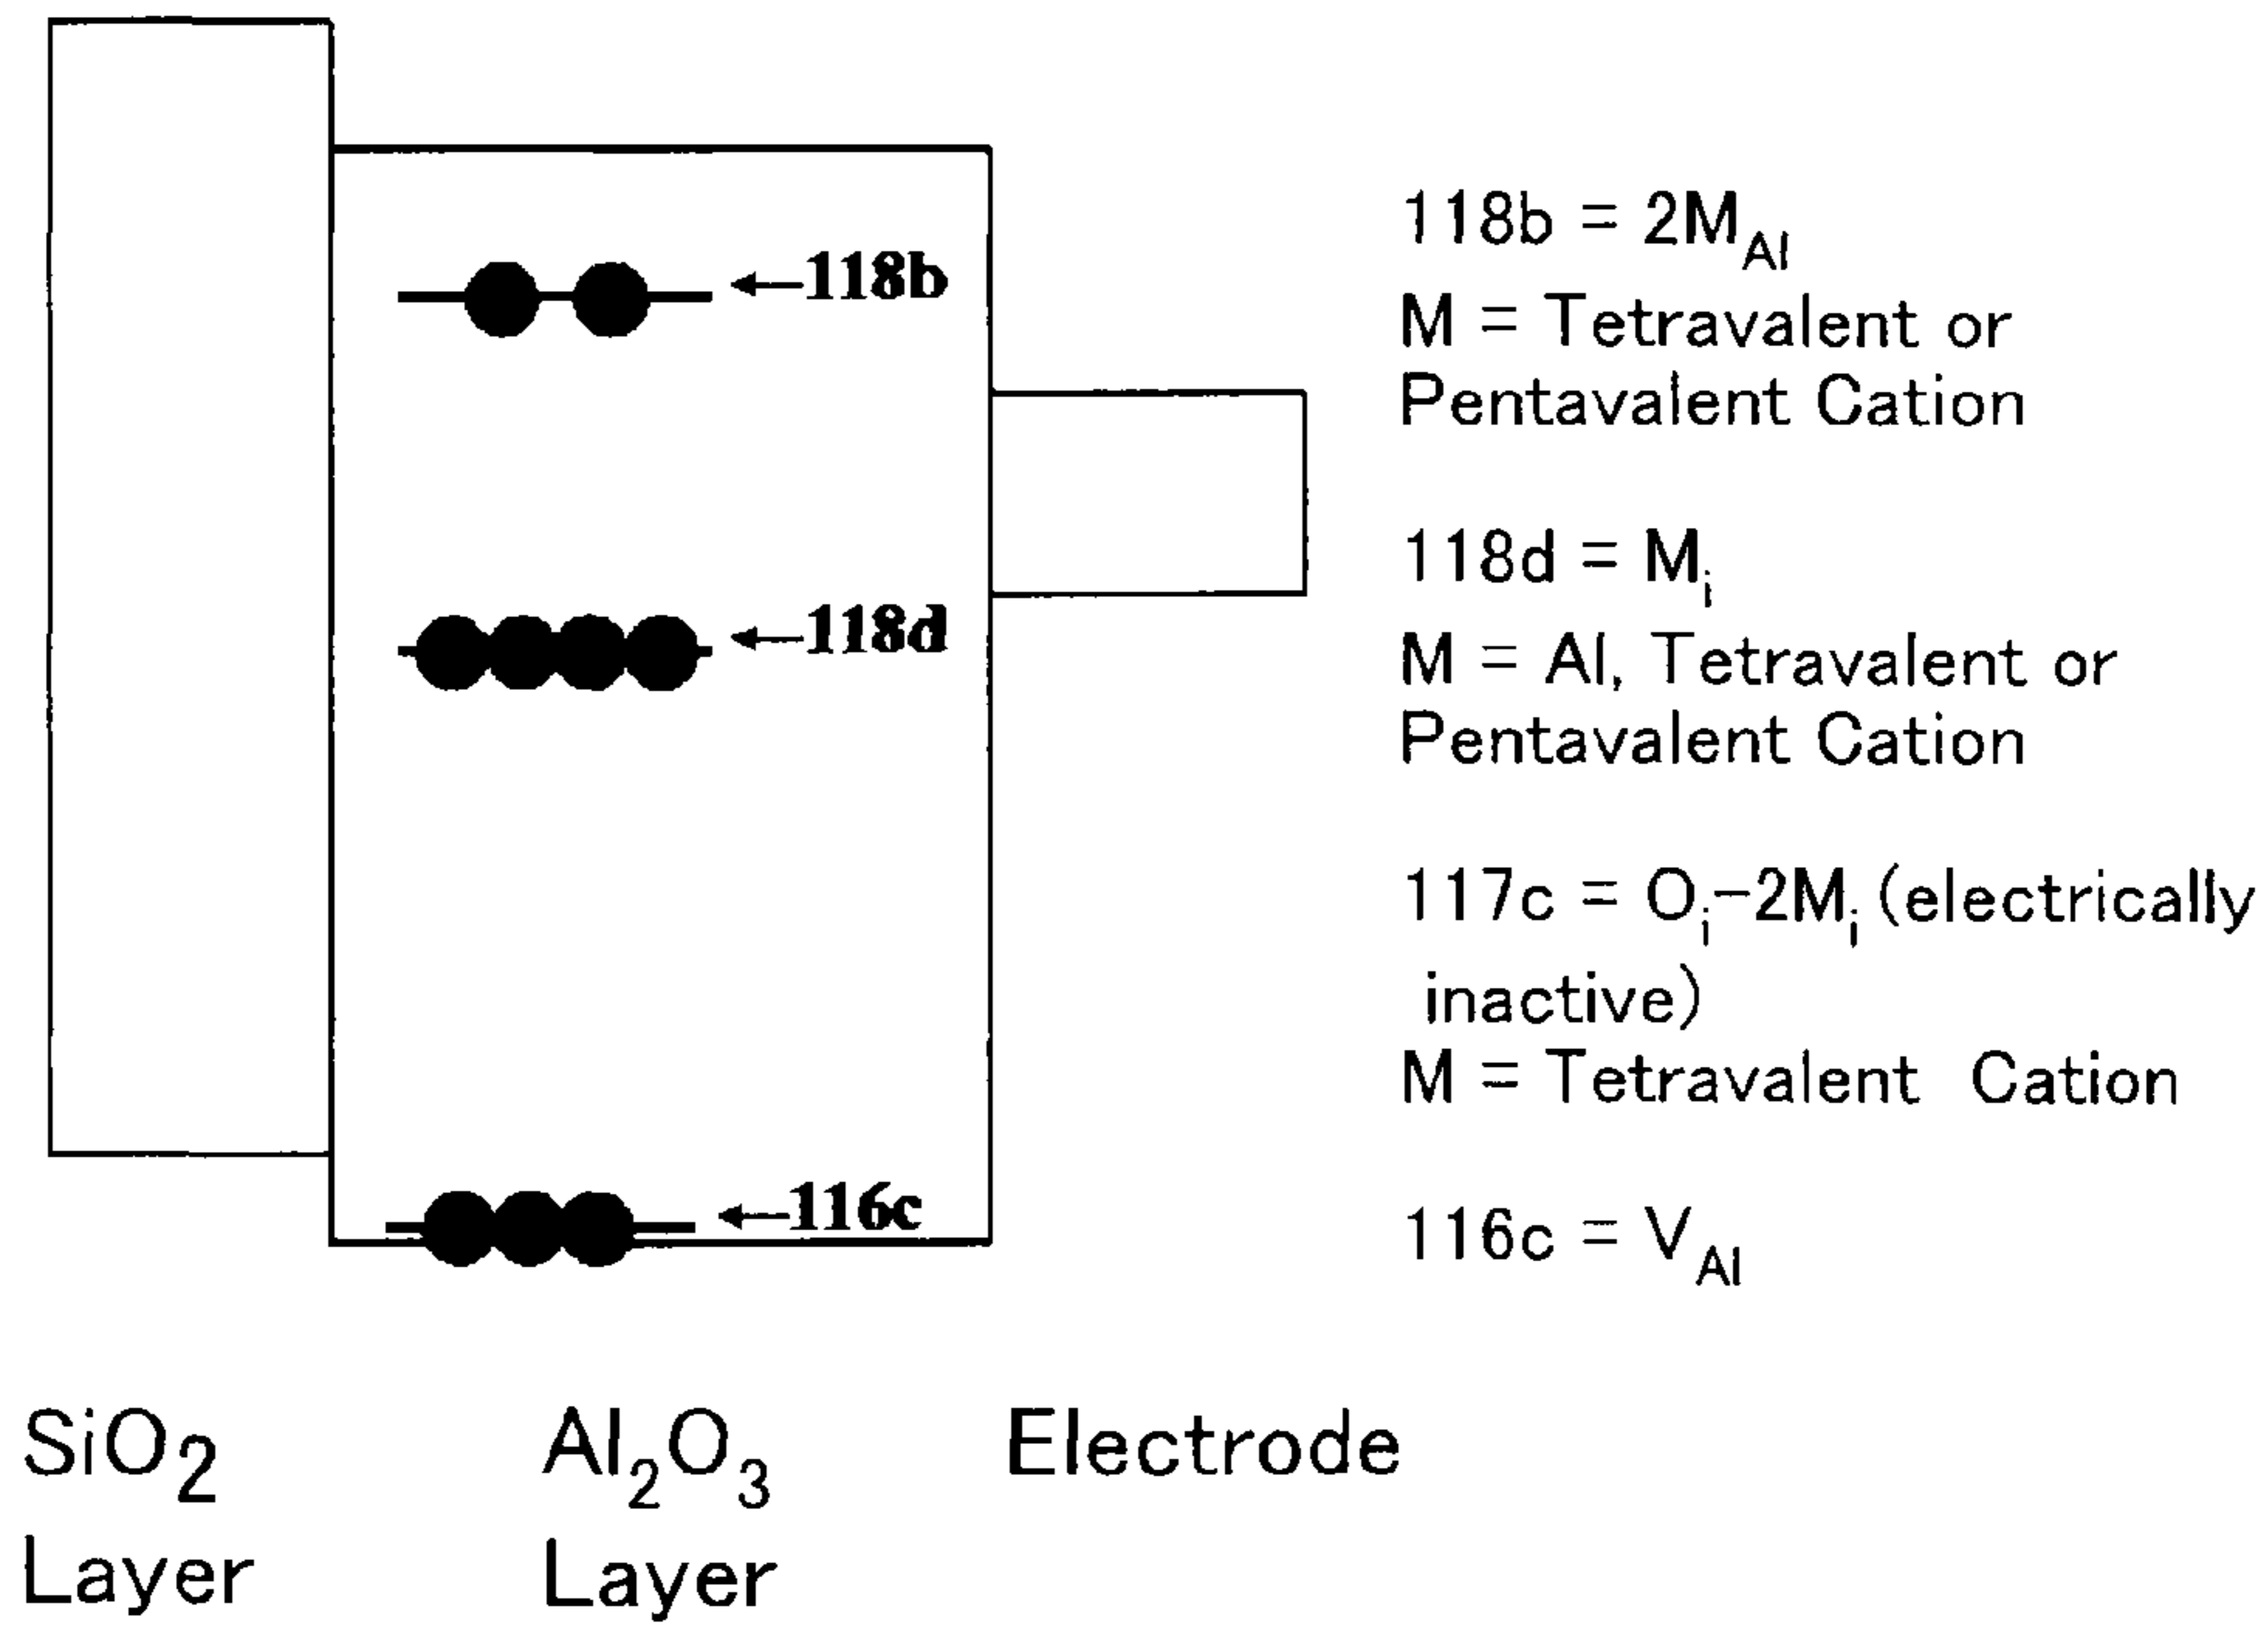 ←118b
←118d
←116c
118b = 2M_Al
M = Tetravalent or
Pentavalent Cation
118d = M_i
M = Al, Tetravalent or
Pentavalent Cation
117c = O_i-2M_i (electrically
inactive)
M = Tetravalent Cation
116c = V_Al
SiO2
Layer
Al2O3
Layer
Electrode